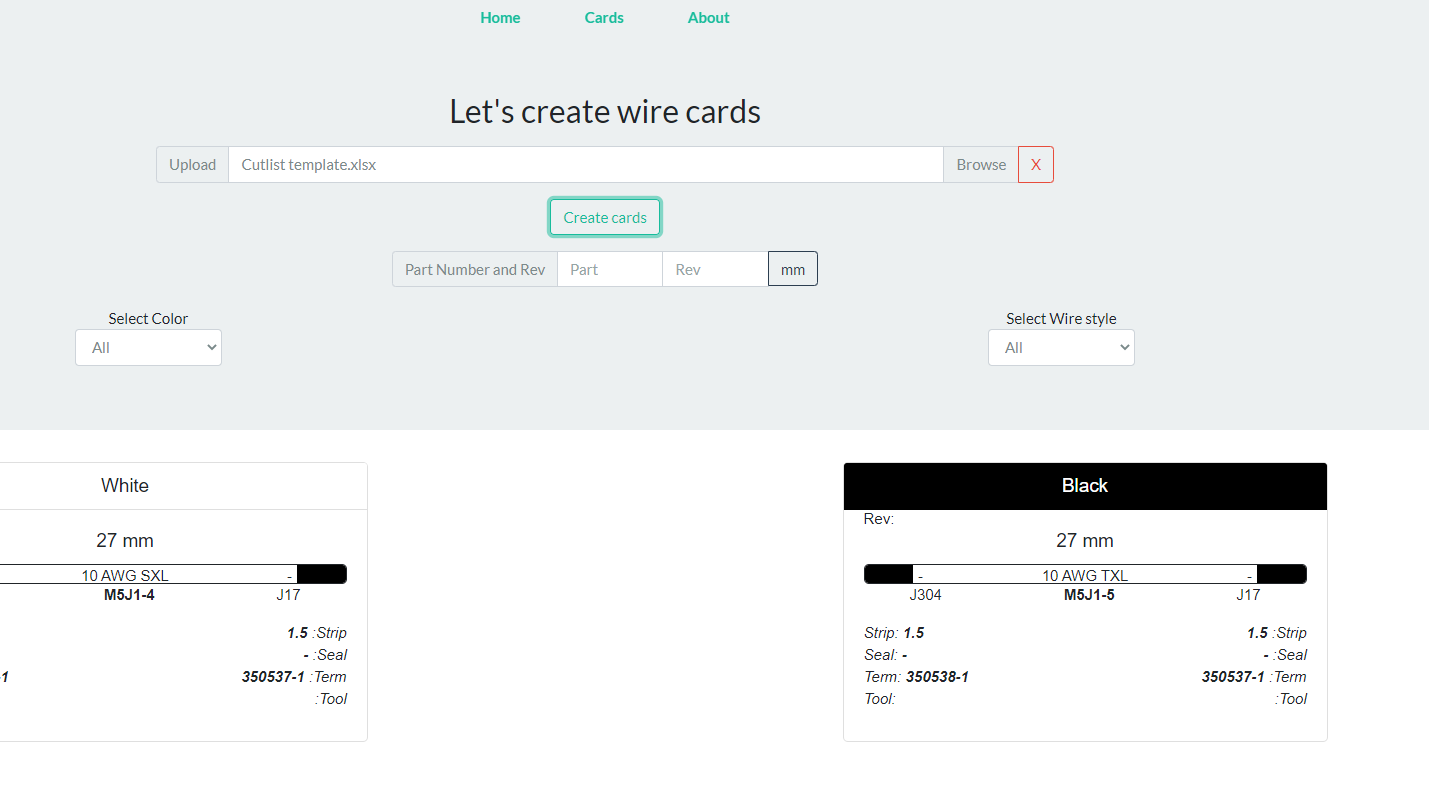 Home Cards About
Let's create wire cards
Upload Cutlist template.xlsx Browse X
Create cards
Part Number and Rev Part Rev mm
Select Color Select Wire style
All All
White
27 mm
10 AWG SXL -
M5J1-4 J17
1.5 :Strip
- :Seal
-1 350537-1 :Term
:Tool
Black
Rev:
27 mm
- 10 AWG TXL -
J304 M5J1-5 J17
Strip: 1.5 1.5 :Strip
Seal: - - :Seal
Term: 350538-1 350537-1 :Term
Tool: :Tool